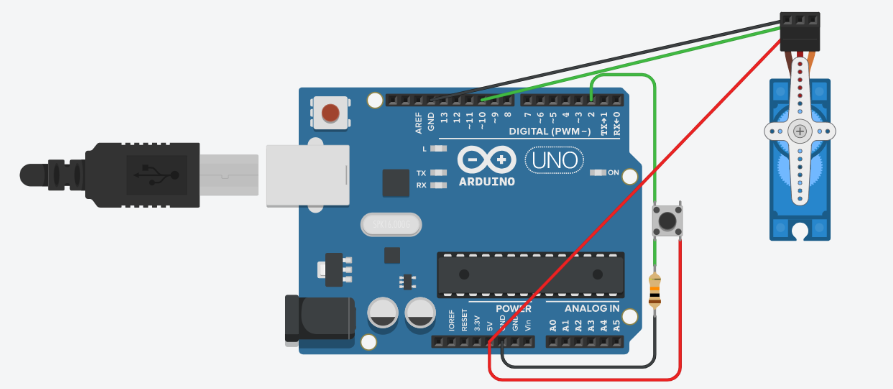 AREF
GND
13
12
~11
~10
~9
8
7
~6
~5
4
~3
2
TX→1
RX←0
DIGITAL (PWM~)
L
TX
RX
ARDUINO
UNO
ON
POWER
ANALOG IN
IOREF
RESET
3.3V
5V
GND
GND
Vin
A0
A1
A2
A3
A4
A5